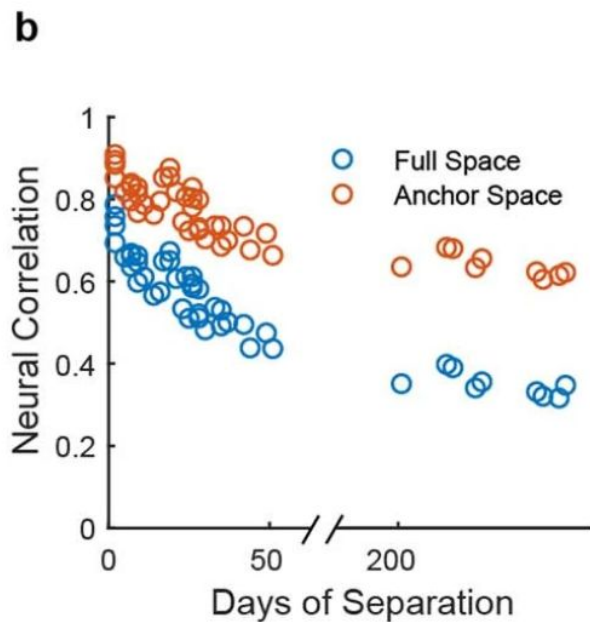 b
1
0.8
0.6
0.4
0.2
0
Neural Correlation
Full Space
Anchor Space
0 50 200
Days of Separation